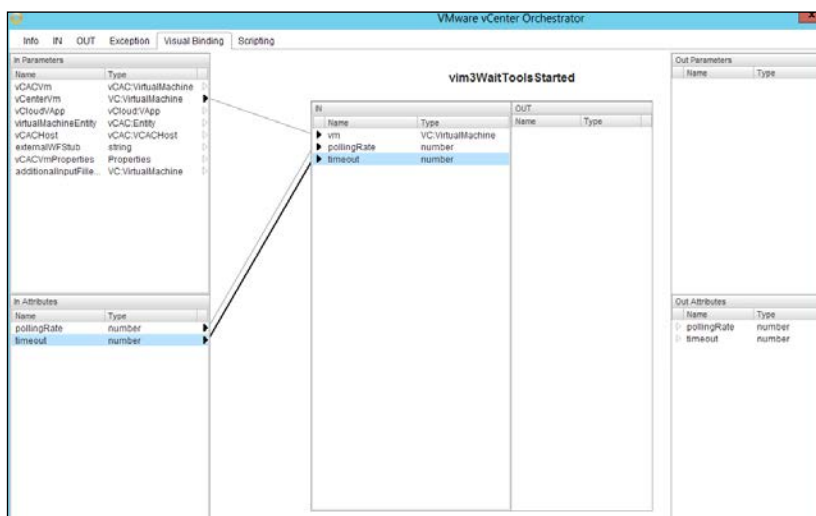 VMware vCenter Orchestrator
Info IN OUT Exception Visual Binding Scripting
In Parameters
Name Type
vCACVm vCAC:VirtualMachine
vCenterVm VC:VirtualMachine
vCloudVApp vCloud:VApp
virtualMachineEntity vCAC:Entity
vCACHost vCAC:VCACHost
externalWFStub string
vCACVmProperties Properties
additionalInputFille... VC:VirtualMachine
In Attributes
Name Type
pollingRate number
timeout number
vim3WaitToolsStarted
IN
Name Type
vm VC:VirtualMachine
pollingRate number
timeout number
OUT
Name Type
Out Parameters
Name Type
Out Attributes
Name Type
pollingRate number
timeout number